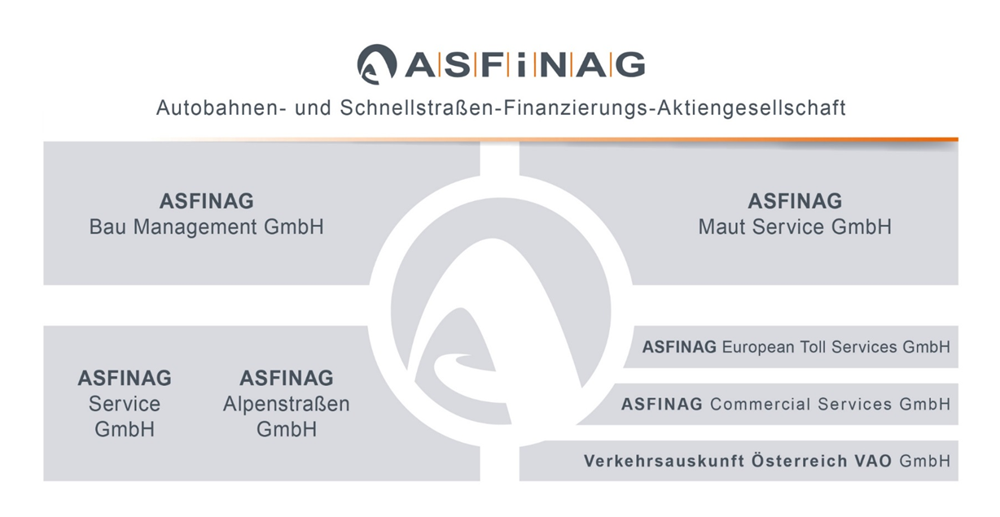 ASFiNAG
Autobahnen- und Schnellstraßen-Finanzierungs-Aktiengesellschaft
ASFINAG
Bau Management GmbH
ASFINAG
Maut Service GmbH
ASFINAG
Service
GmbH
ASFINAG
Alpenstraßen
GmbH
ASFINAG European Toll Services GmbH
ASFINAG Commercial Services GmbH
Verkehrsauskunft Österreich VAO GmbH